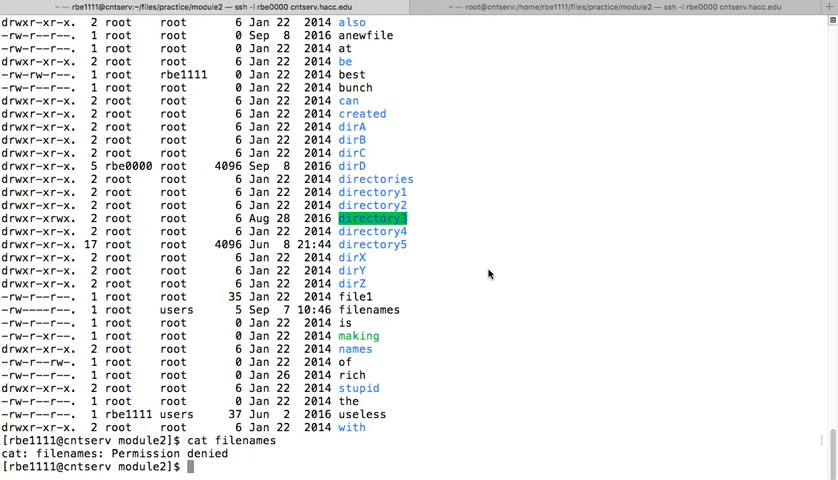 ~ — rbe1111@cntserv:~/files/practice/module2 — ssh -l rbe0000 cntserv.hacc.edu
~ — root@cntserv:/home/rbe1111/files/practice/module2 — ssh -l rbe0000 cntserv.hacc.edu
drwxr-xr-x. 2 root root 6 Jan 22 2014 also
-rw-r--r--. 1 root root 0 Sep 8 2016 anewfile
-rw-r--r--. 1 root root 0 Jan 22 2014 at
drwxr-xr-x. 2 root root 6 Jan 22 2014 be
-rw-rw-r--. 1 root rbe1111 0 Jan 22 2014 best
-rw-r--r--. 1 root root 0 Jan 22 2014 bunch
drwxr-xr-x. 2 root root 6 Jan 22 2014 can
drwxr-xr-x. 2 root root 6 Jan 22 2014 created
drwxr-xr-x. 2 root root 6 Jan 22 2014 dirA
drwxr-xr-x. 2 root root 6 Jan 22 2014 dirB
drwxr-xr-x. 2 root root 6 Jan 22 2014 dirC
drwxr-xr-x. 5 rbe0000 root 4096 Sep 8 2016 dirD
drwxr-xr-x. 2 root root 6 Jan 22 2014 directories
drwxr-xr-x. 2 root root 6 Jan 22 2014 directory1
drwxr-xr-x. 2 root root 6 Jan 22 2014 directory2
drwxr-xrwx. 2 root root 6 Aug 28 2016 directory3
drwxr-xr-x. 2 root root 6 Jan 22 2014 directory4
drwxr-xr-x. 17 root root 4096 Jun 8 21:44 directory5
drwxr-xr-x. 2 root root 6 Jan 22 2014 dirX
drwxr-xr-x. 2 root root 6 Jan 22 2014 dirY
drwxr-xr-x. 2 root root 6 Jan 22 2014 dirZ
-rw-r--r--. 1 root root 35 Jan 22 2014 file1
-rw----r--. 1 root users 5 Sep 7 10:46 filenames
-rw-r--r--. 1 root root 0 Jan 22 2014 is
-rw-r-xr--. 1 root root 0 Jan 22 2014 making
drwxr-xr-x. 2 root root 6 Jan 22 2014 names
-rw-r--rw-. 1 root root 0 Jan 22 2014 of
-rw-r--r--. 1 root root 0 Jan 26 2014 rich
drwxr-xr-x. 2 root root 6 Jan 22 2014 stupid
-rw-r--r--. 1 root root 0 Jan 22 2014 the
-rw-r--r--. 1 rbe1111 users 37 Jun 2 2016 useless
drwxr-xr-x. 2 root root 6 Jan 22 2014 with
[rbe1111@cntserv module2]$ cat filenames
cat: filenames: Permission denied
[rbe1111@cntserv module2]$